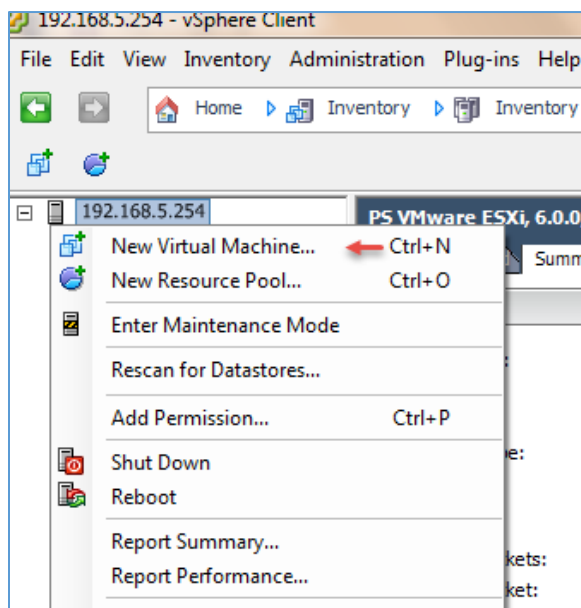 192.168.5.254 - vSphere Client
File Edit View Inventory Administration Plug-ins Help
Home Inventory Inventory
192.168.5.254
PS VMware ESXi, 6.0.0
Summ
New Virtual Machine... Ctrl+N
New Resource Pool... Ctrl+O
Enter Maintenance Mode
Rescan for Datastores...
Add Permission... Ctrl+P
Shut Down
Reboot
Report Summary...
Report Performance...
kets:
ket: